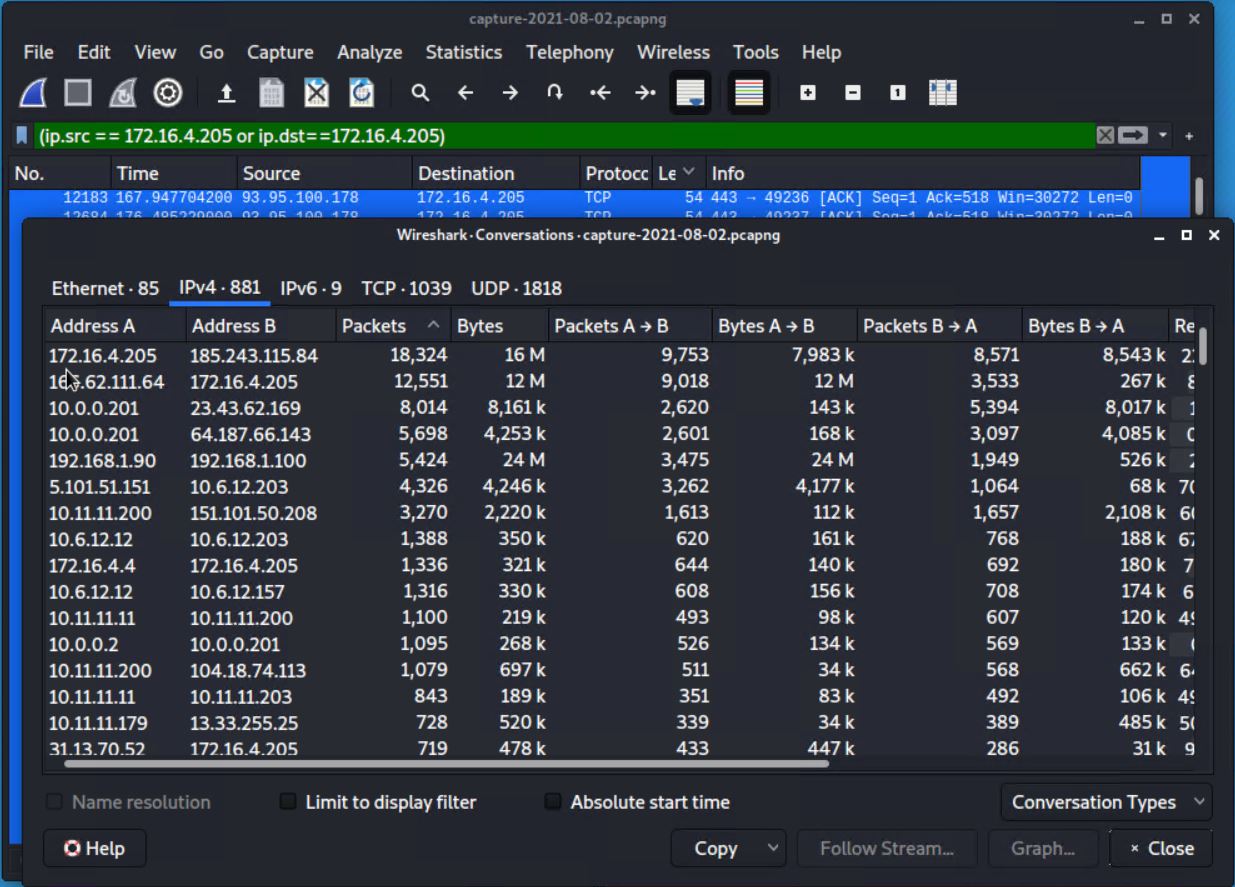 capture-2021-08-02.pcapng
File Edit View Go Capture Analyze Statistics Telephony Wireless Tools Help
(ip.src == 172.16.4.205 or ip.dst==172.16.4.205)
No. Time Source Destination Protocc Le Info
12183 167.947704200 93.95.100.178 172.16.4.205 TCP 54 443 → 49236 [ACK] Seq=1 Ack=518 Win=30272 Len=0
12684 176.485229000 93.95.100.178 172.16.4.205 TCP 54 443 → 49237 [ACK] Seq=1 Ack=518 Win=30272 Len=0
Wireshark · Conversations · capture-2021-08-02.pcapng
Ethernet · 85 IPv4 · 881 IPv6 · 9 TCP · 1039 UDP · 1818
Address A Address B Packets Bytes Packets A → B Bytes A → B Packets B → A Bytes B → A Re
172.16.4.205 185.243.115.84 18,324 16 M 9,753 7,983 k 8,571 8,543 k
.62.111.64 172.16.4.205 12,551 12 M 9,018 12 M 3,533 267 k
10.0.0.201 23.43.62.169 8,014 8,161 k 2,620 143 k 5,394 8,017 k
10.0.0.201 64.187.66.143 5,698 4,253 k 2,601 168 k 3,097 4,085 k
192.168.1.90 192.168.1.100 5,424 24 M 3,475 24 M 1,949 526 k
5.101.51.151 10.6.12.203 4,326 4,246 k 3,262 4,177 k 1,064 68 k
10.11.11.200 151.101.50.208 3,270 2,220 k 1,613 112 k 1,657 2,108 k
10.6.12.12 10.6.12.203 1,388 350 k 620 161 k 768 188 k
172.16.4.4 172.16.4.205 1,336 321 k 644 140 k 692 180 k
10.6.12.12 10.6.12.157 1,316 330 k 608 156 k 708 174 k
10.11.11.11 10.11.11.200 1,100 219 k 493 98 k 607 120 k
10.0.0.2 10.0.0.201 1,095 268 k 526 134 k 569 133 k
10.11.11.200 104.18.74.113 1,079 697 k 511 34 k 568 662 k
10.11.11.11 10.11.11.203 843 189 k 351 83 k 492 106 k
10.11.11.179 13.33.255.25 728 520 k 339 34 k 389 485 k
31.13.70.52 172.16.4.205 719 478 k 433 447 k 286 31 k
Name resolution Limit to display filter Absolute start time Conversation Types
Help Copy Follow Stream... Graph... Close